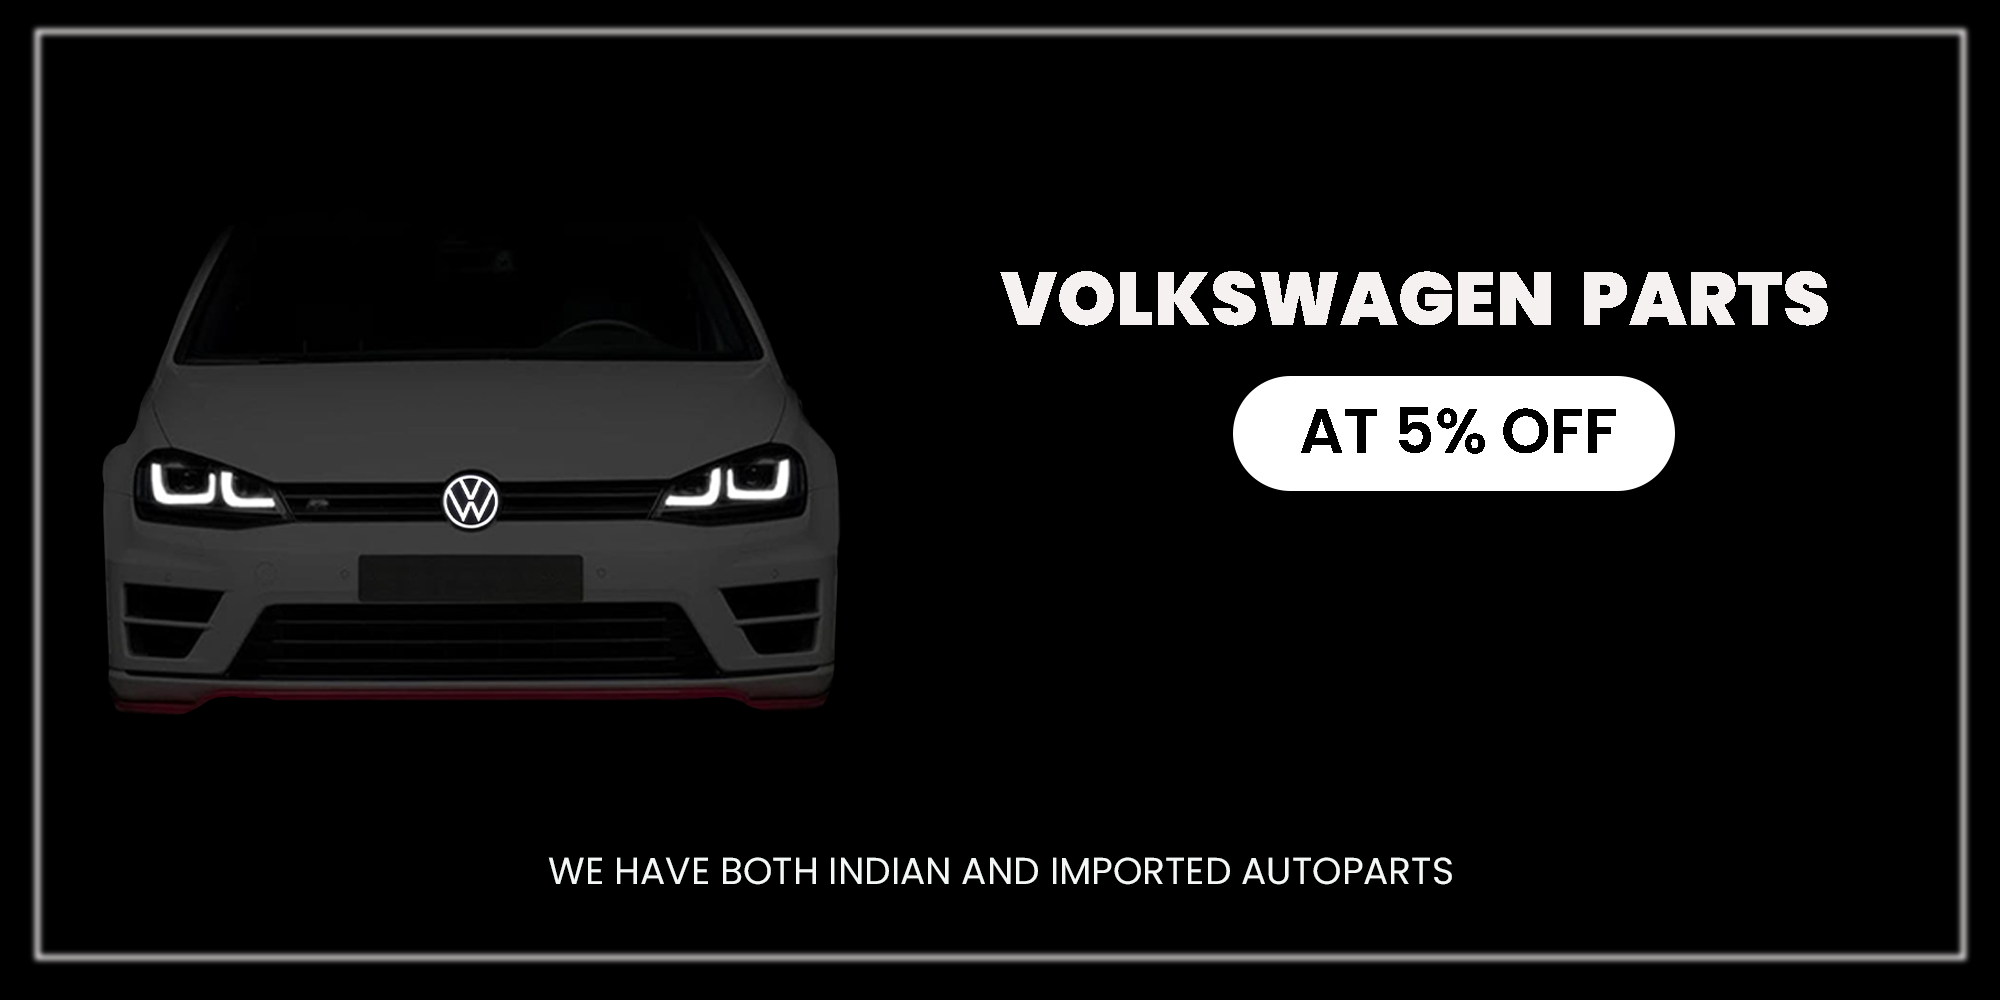 VOLKSWAGEN PARTS
AT 5% OFF
WE HAVE BOTH INDIAN AND IMPORTED AUTOPARTS